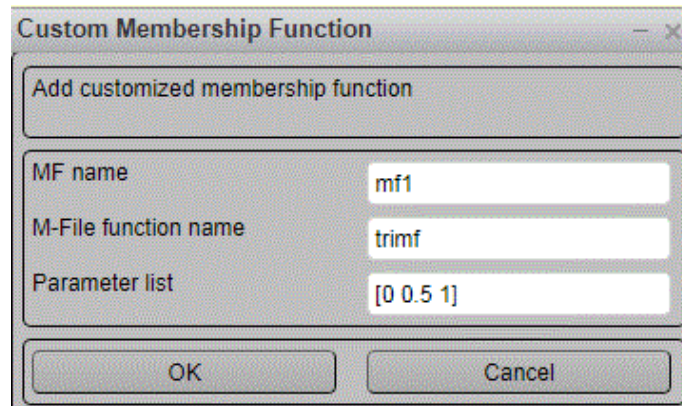 Custom Membership Function
Add customized membership function
MF name mf1
M-File function name trimf
Parameter list [0 0.5 1]
OK Cancel